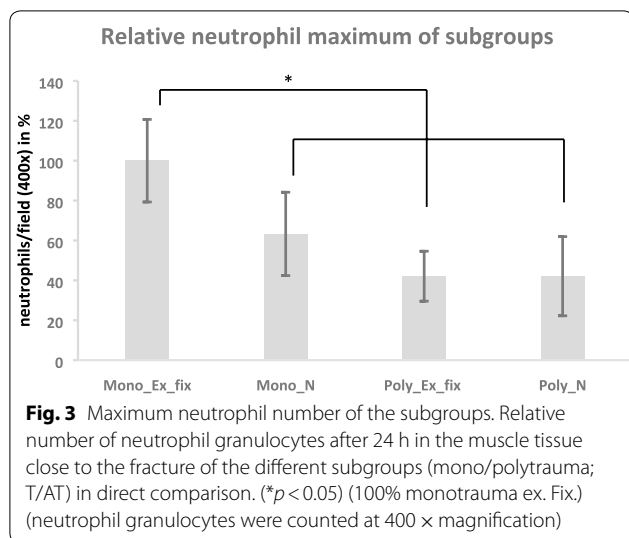 Relative neutrophil maximum of subgroups
neutrophils/field (400x) in %
140
120
100
80
60
40
20
0
*
Mono_Ex_fix Mono_N Poly_Ex_fix Poly_N
Fig. 3 Maximum neutrophil number of the subgroups. Relative
number of neutrophil granulocytes after 24 h in the muscle tissue
close to the fracture of the different subgroups (mono/polytrauma;
T/AT) in direct comparison. (*p < 0.05) (100% monotrauma ex. Fix.)
(neutrophil granulocytes were counted at 400 × magnification)